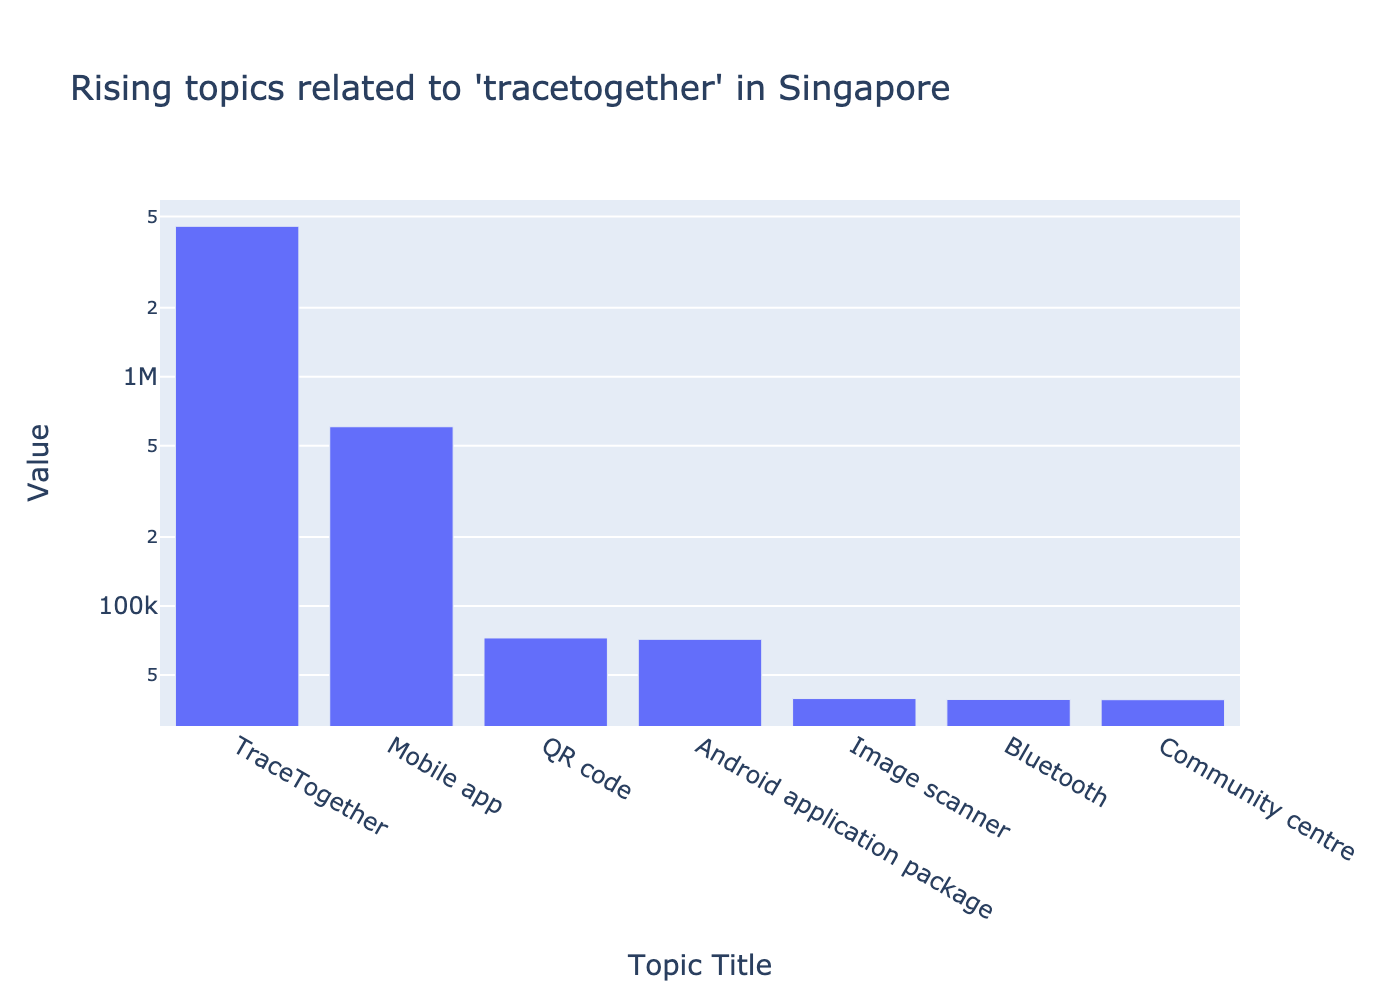 Rising topics related to 'tracetogether' in Singapore
5
2
1M
5
2
100k
5
Value
TraceTogether
Mobile app
QR code
Android application package
Image scanner
Bluetooth
Community centre
Topic Title